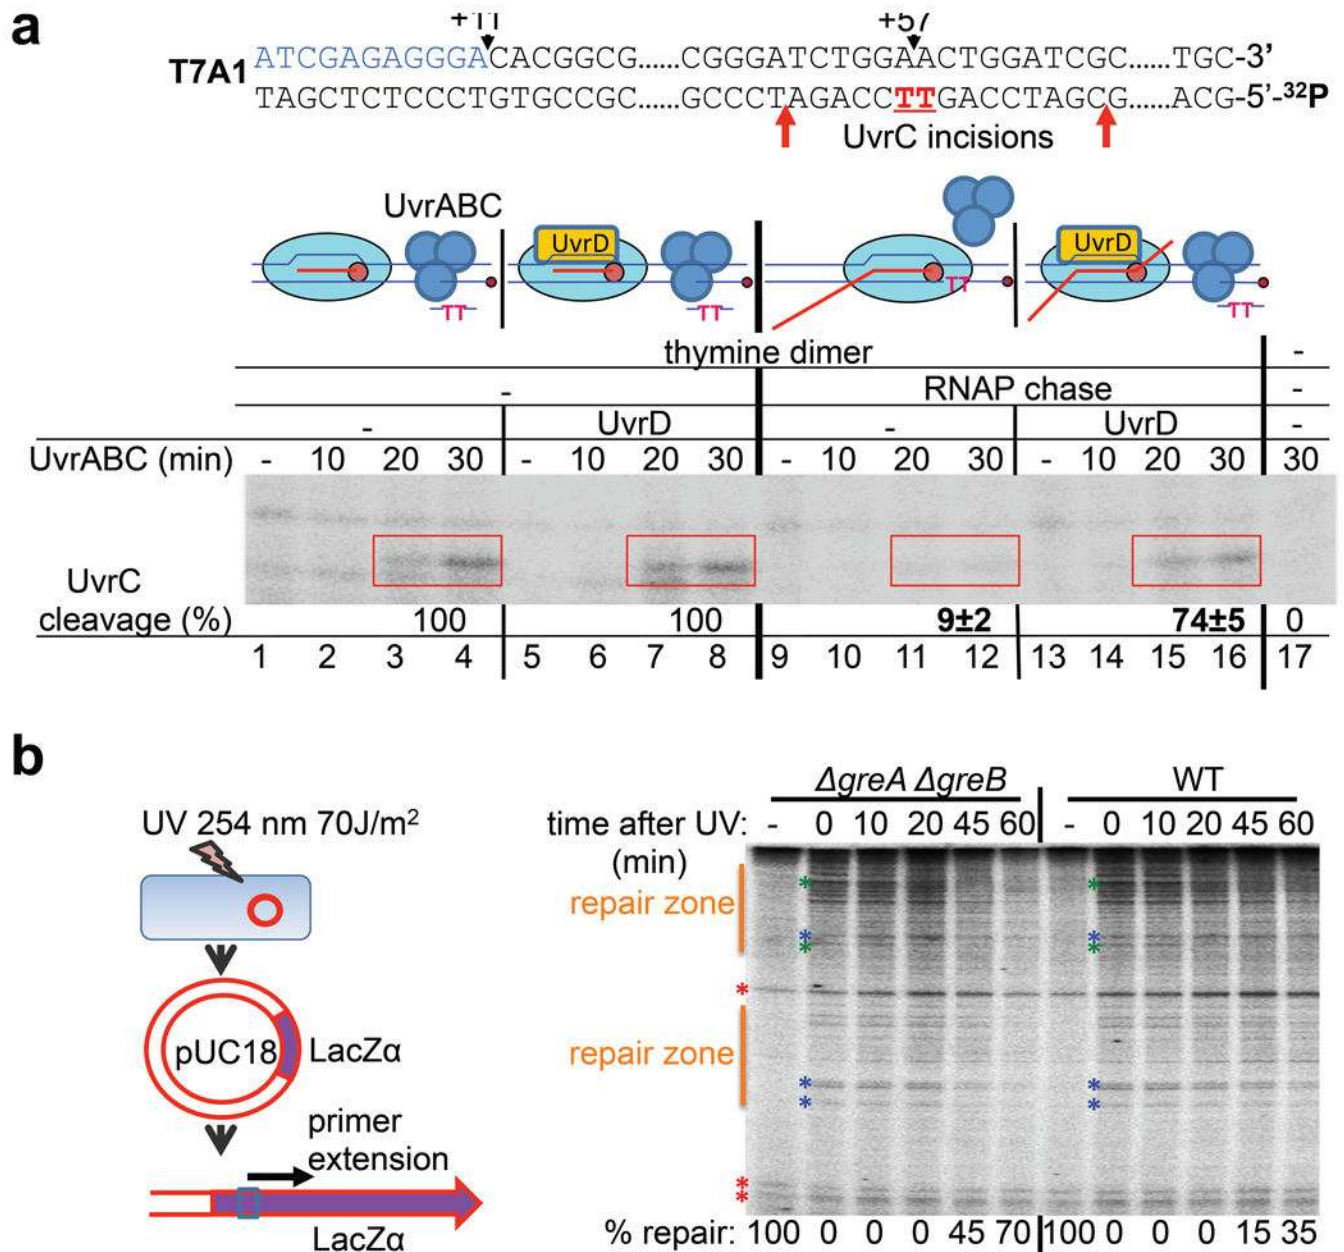 a
+11 +57
T7A1 ATCGAGAGGGACACGGCG......CGGGATCTGGAACTGGATCGC......TGC-3’
TAGCTCTCCCTGTGCCGC......GCCCTAGACCTTGACCTAGCG......ACG-5’-³²P
UvrC incisions
UvrABC
UvrD UvrD
TT TT TT TT
thymine dimer -
- RNAP chase -
- UvrD - UvrD -
UvrABC (min) - 10 20 30 - 10 20 30 - 10 20 30 - 10 20 30 30
UvrC
cleavage (%) 100 100 9±2 74±5 0
1 2 3 4 5 6 7 8 9 10 11 12 13 14 15 16 17
b
UV 254 nm 70J/m²
pUC18 LacZα
primer
extension
LacZα
ΔgreA ΔgreB WT
time after UV: - 0 10 20 45 60 - 0 10 20 45 60
(min)
repair zone
*
*
*
*
*
*
*
repair zone
*
*
*
*
*
*
% repair: 100 0 0 0 45 70 100 0 0 0 15 35